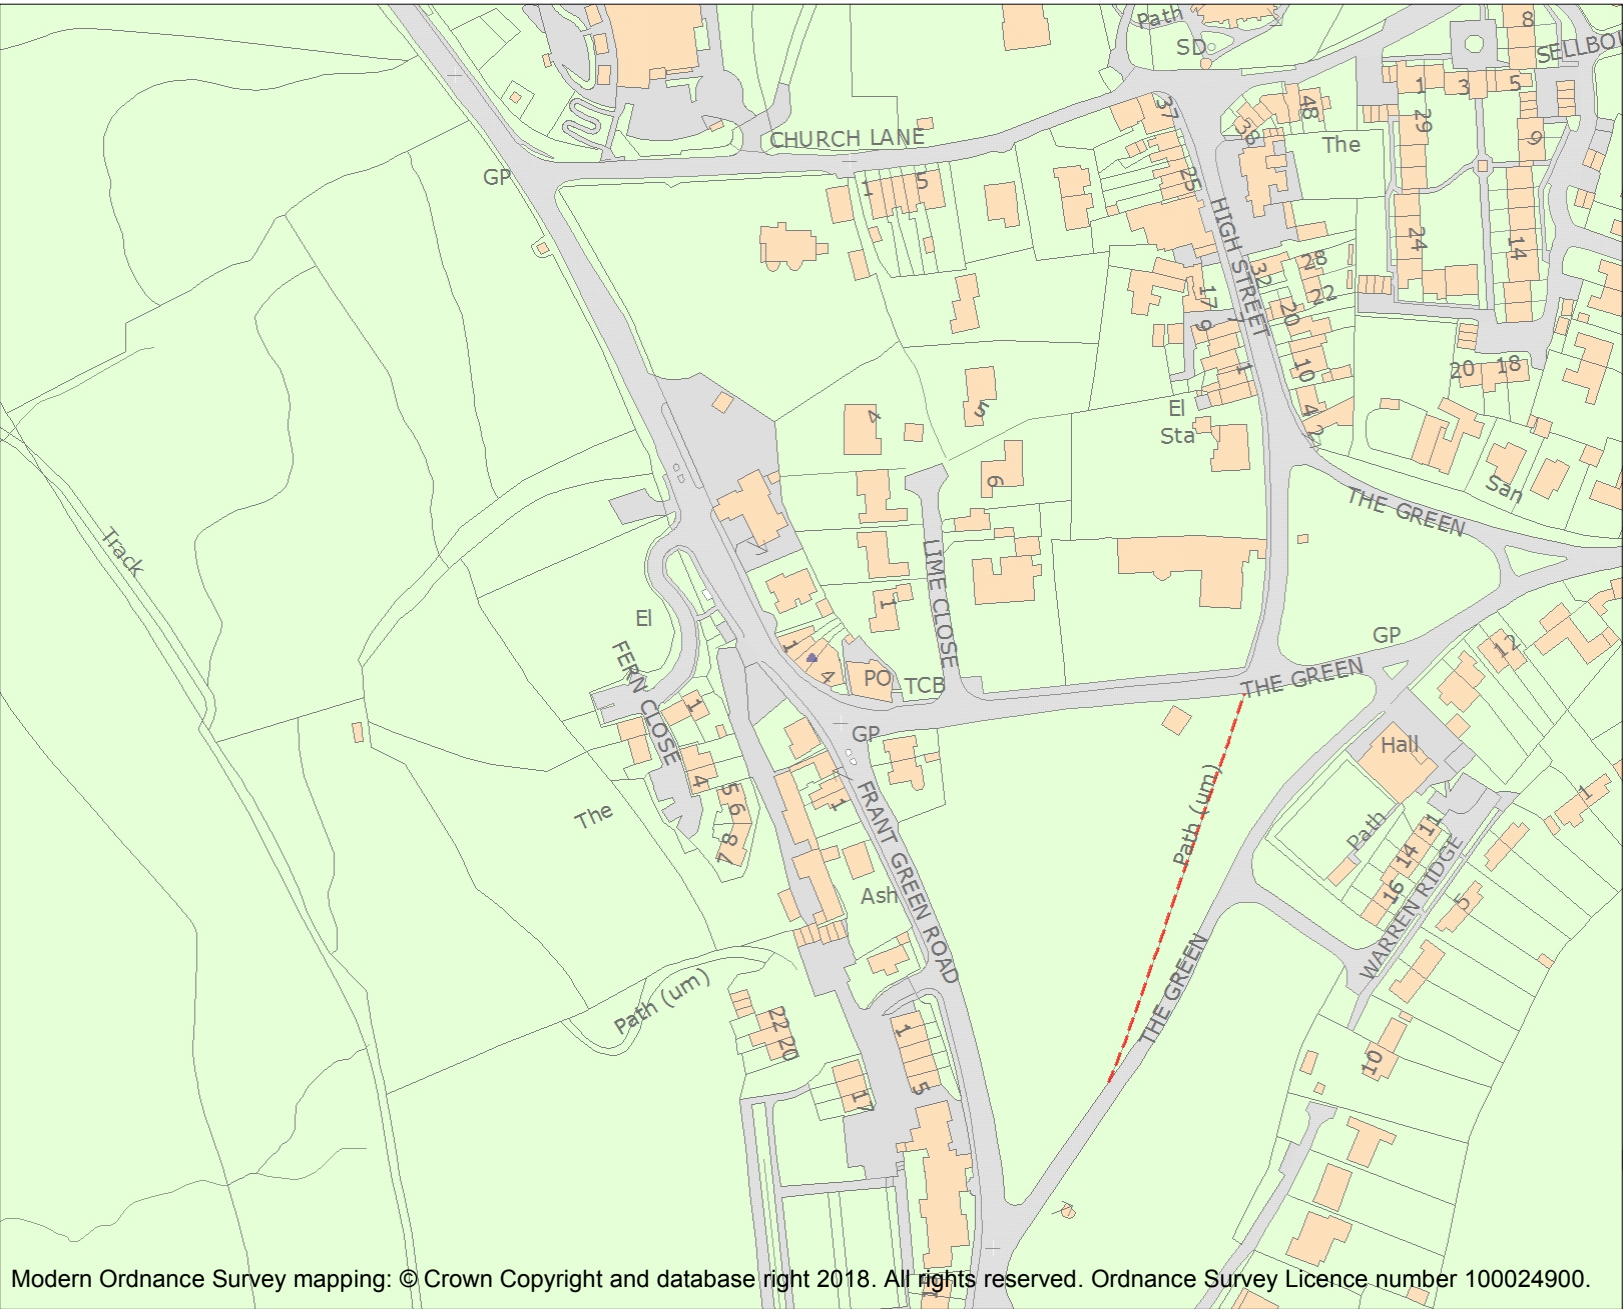 Path
SD
8
SELLBOU
1
3
5
37
48
38
The
29
9
CHURCH LANE
GP
1
5
25
HIGH STREET
24
14
32
28
22
17
20
9
7
1
10
20
18
4
5
El
Sta
4
2
6
San
THE GREEN
Track
LIME CLOSE
1
El
FERN CLOSE
1
4
PO
TCB
GP
12
THE GREEN
1
GP
Hall
4
5
6
8
7
1
The
FRANT GREEN ROAD
Path (um)
Path
11
14
16
1
WARREN RIDGE
5
Ash
THE GREEN
Path (um)
22
20
1
5
17
10
Modern Ordnance Survey mapping: © Crown Copyright and database right 2018. All rights reserved. Ordnance Survey Licence number 100024900.